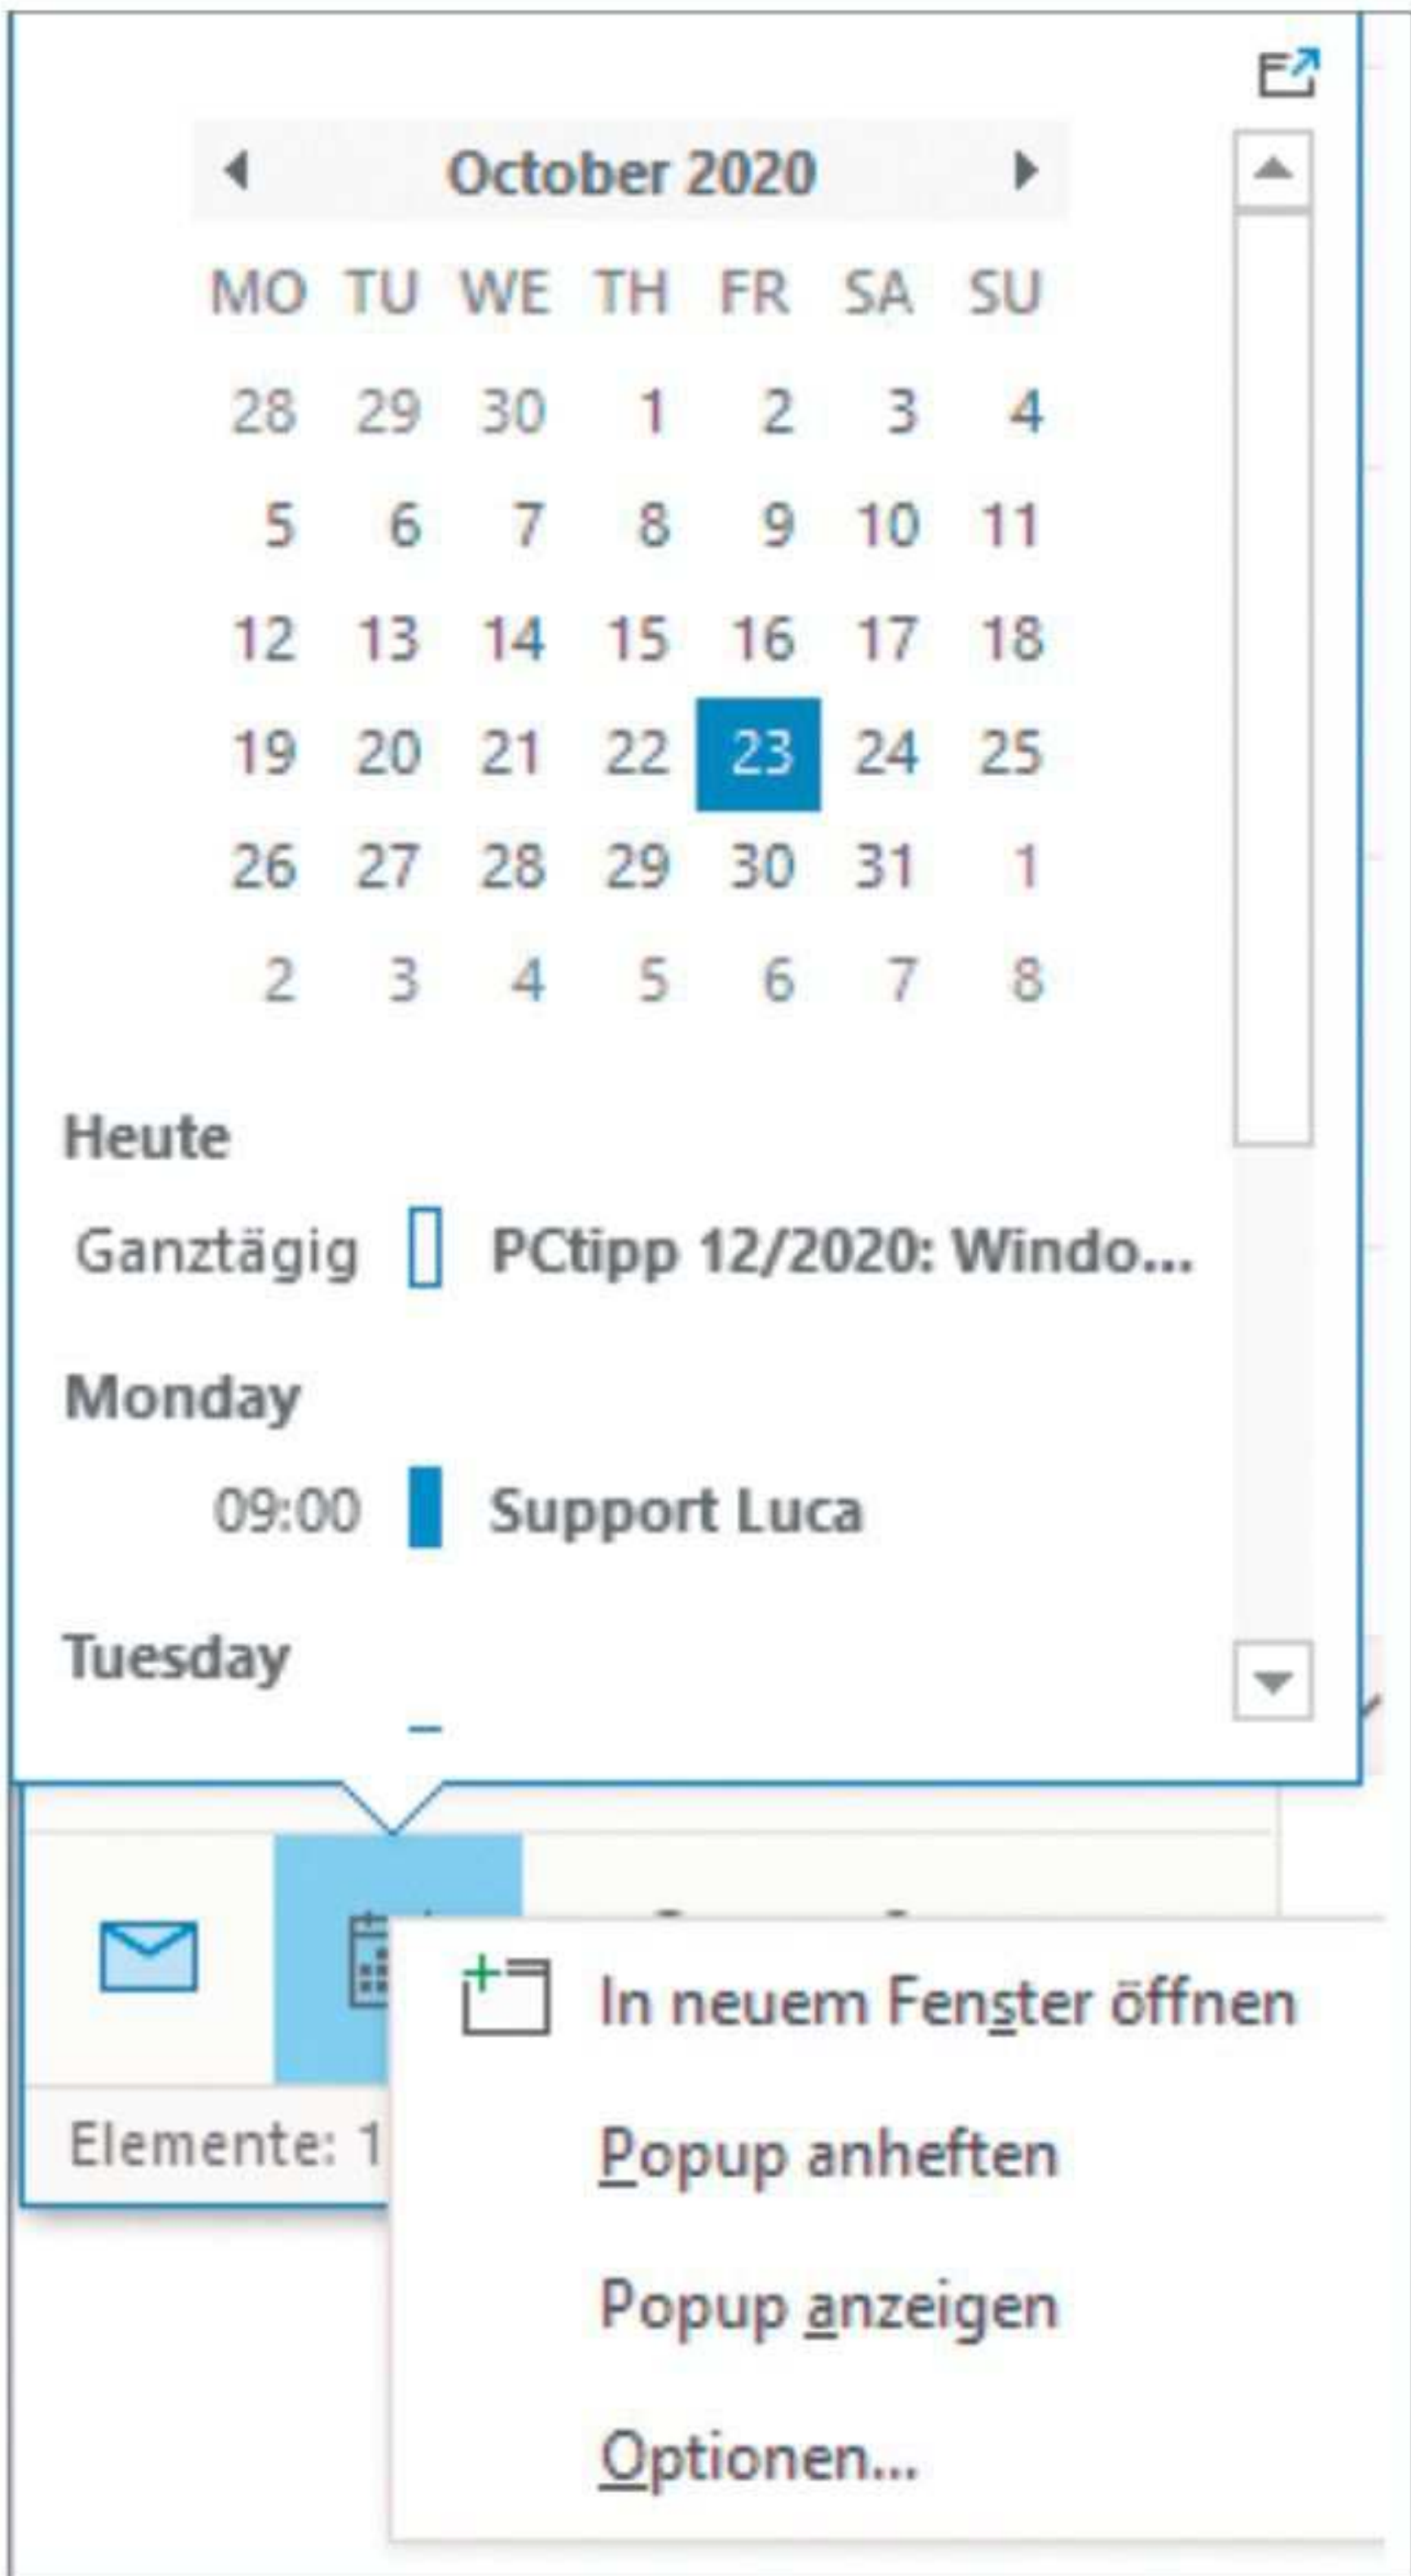 October 2020
MO TU WE TH FR SA SU
28 29 30 1 2 3 4
5 6 7 8 9 10 11
12 13 14 15 16 17 18
19 20 21 22 23 24 25
26 27 28 29 30 31 1
2 3 4 5 6 7 8
Heute
Ganztägig PCtipp 12/2020: Windo...
Monday
09:00 Support Luca
Tuesday
In neuem Fenster öffnen
Popup anheften
Elemente: 1
Popup anzeigen
Optionen...